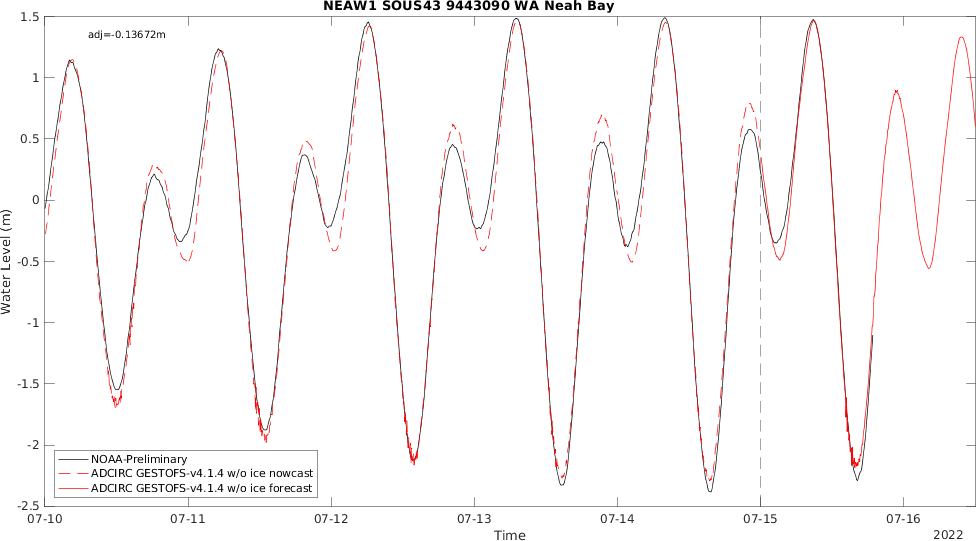 NEAW1 SOUS43 9443090 WA Neah Bay
adj=-0.13672m
1.5
1
0.5
0
-0.5
-1
-1.5
-2
-2.5
Water Level (m)
NOAA-Preliminary
ADCIRC GESTOFS-v4.1.4 w/o ice nowcast
ADCIRC GESTOFS-v4.1.4 w/o ice forecast
07-10 07-11 07-12 07-13 07-14 07-15 07-16
Time
2022